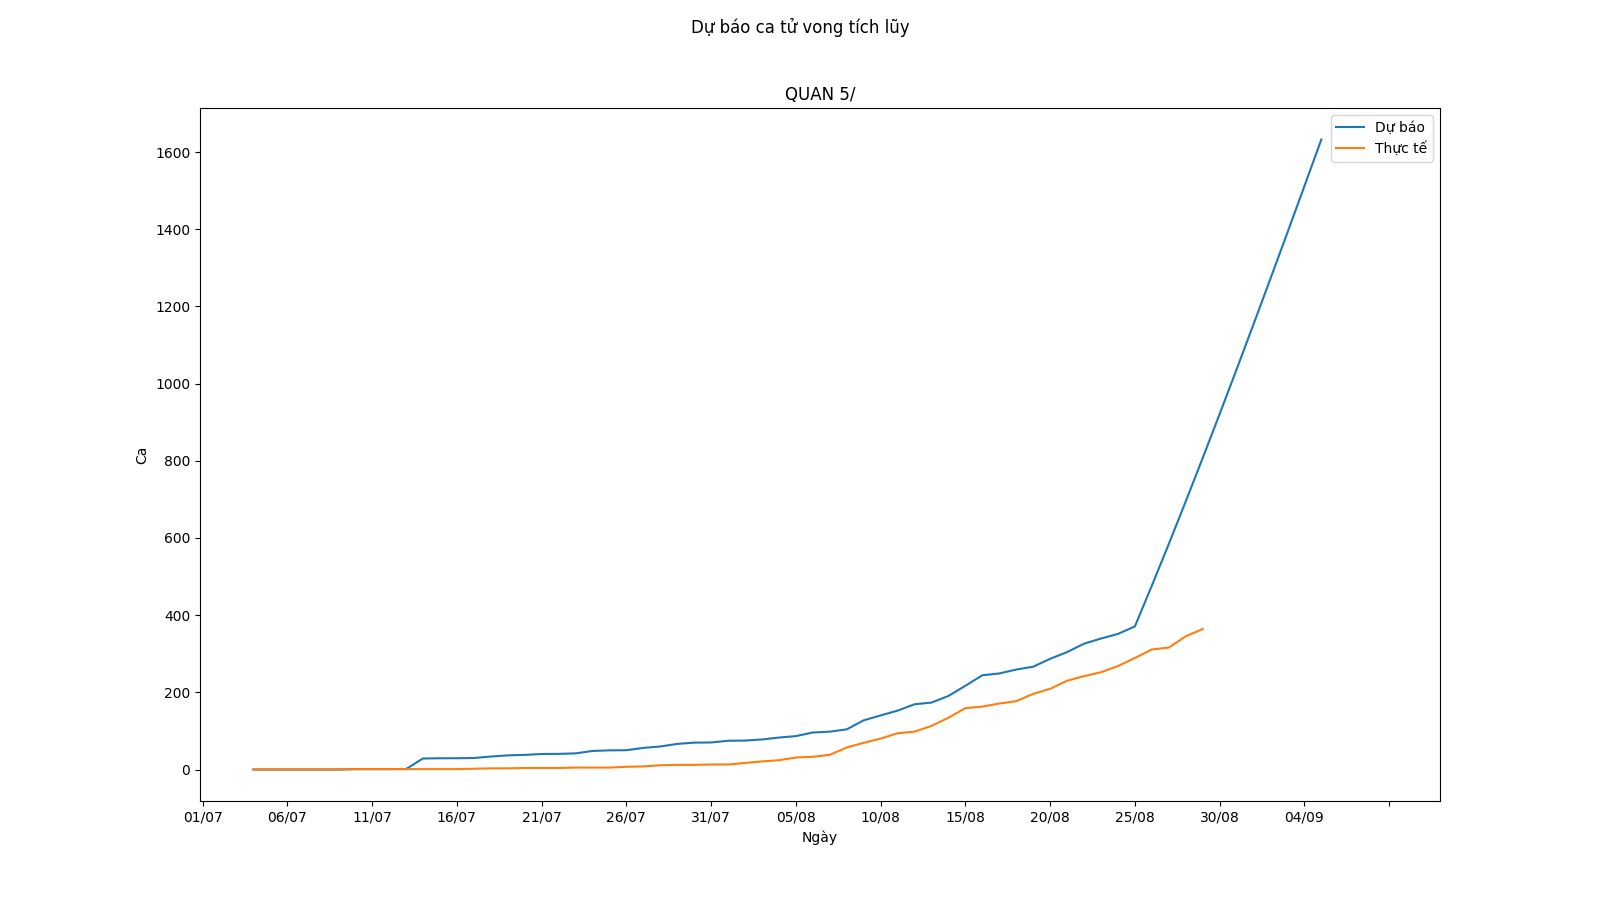 Dự báo ca tử vong tích lũy
QUAN 5/
Dự báo
Thực tế
1600
1400
1200
1000
800
600
400
200
0
Ca
01/07 06/07 11/07 16/07 21/07 26/07 31/07 05/08 10/08 15/08 20/08 25/08 30/08 04/09
Ngày